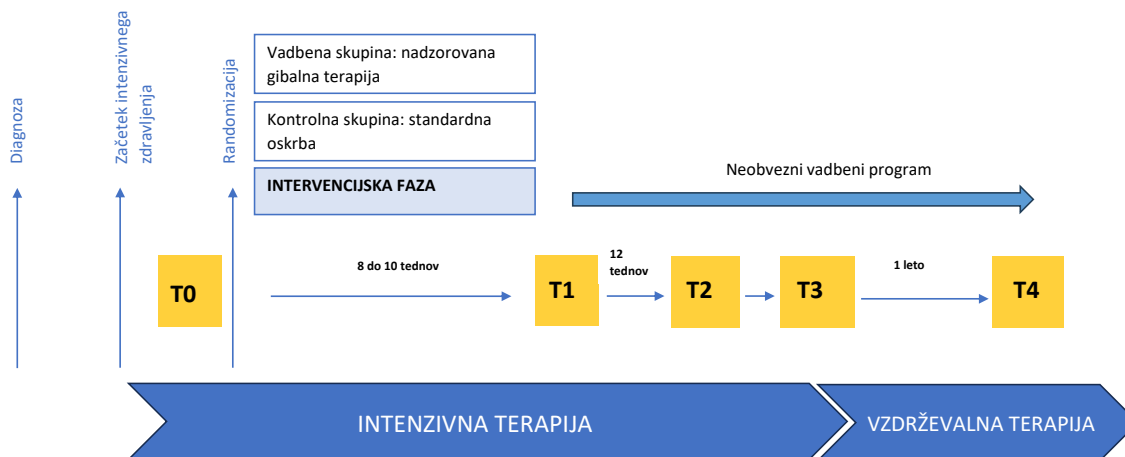 Diagnoza
Začetek intenzivnega
zdravljenja
Randomizacija
Vadbena skupina: nadzorovana
gibalna terapija
Kontrolna skupina: standardna
oskrba
INTERVENCIJSKA FAZA
Neobvezni vadbeni program
T0
8 do 10 tednov
T1
12
tednov
T2
T3
1 leto
T4
INTENZIVNA TERAPIJA
VZDRŽEVALNA TERAPIJA